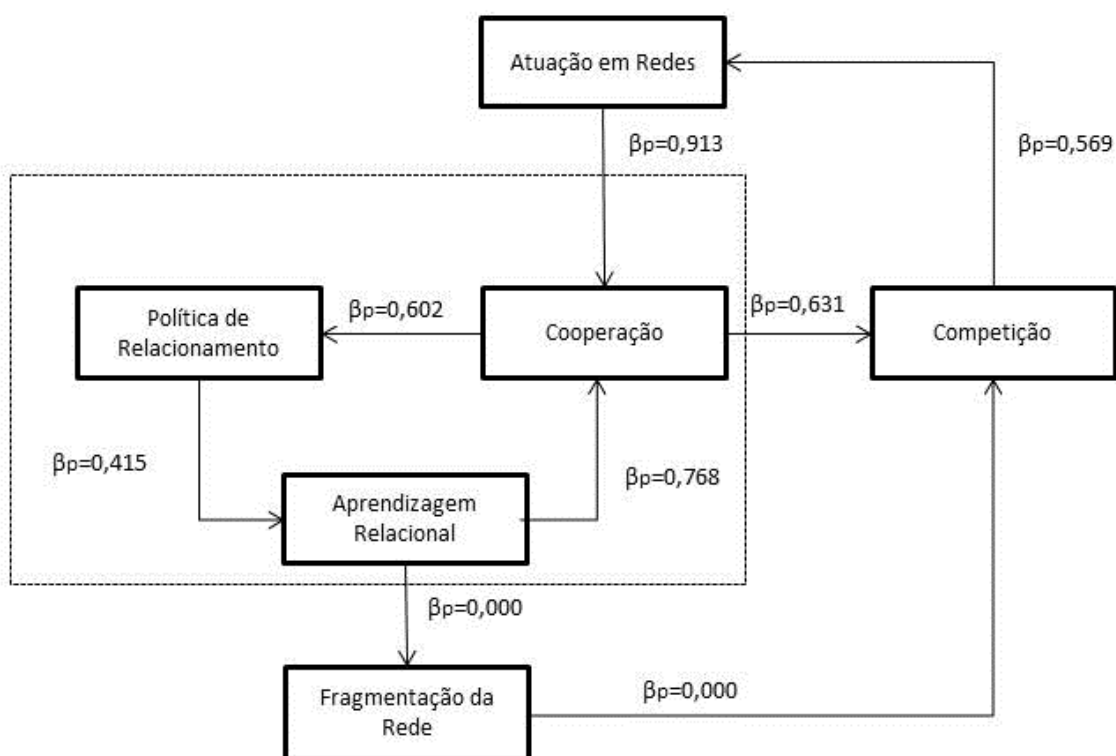 Atuação em Redes
βp=0,913
βp=0,569
Política de
Relacionamento
βp=0,602
Cooperação
βp=0,631
Competição
βp=0,415
Aprendizagem
Relacional
βp=0,768
βp=0,000
Fragmentação da
Rede
βp=0,000